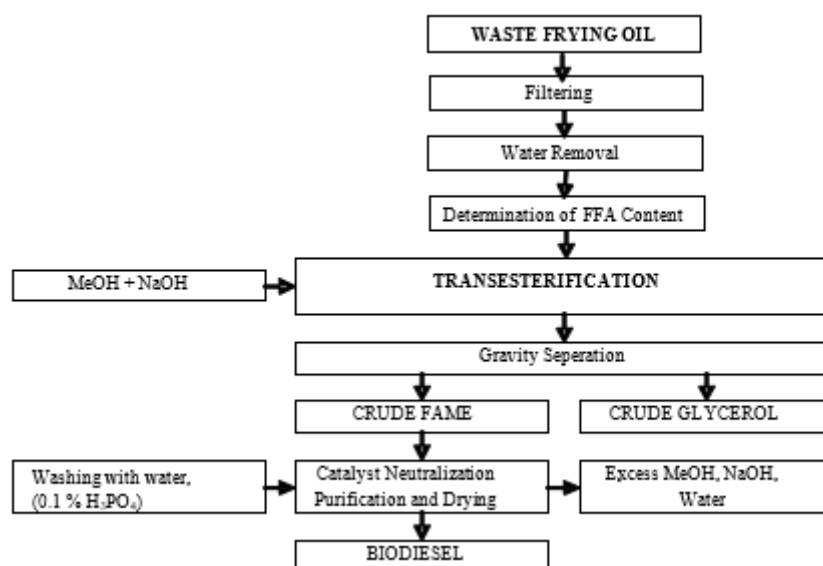 WASTE FRYING OIL
Filtering
Water Removal
Determination of FFA Content
MeOH + NaOH
TRANSESTERIFICATION
Gravity Seperation
CRUDE FAME
CRUDE GLYCEROL
Washing with water,
(0.1 % H₃PO₄)
Catalyst Neutralization
Purification and Drying
Excess MeOH, NaOH,
Water
BIODIESEL